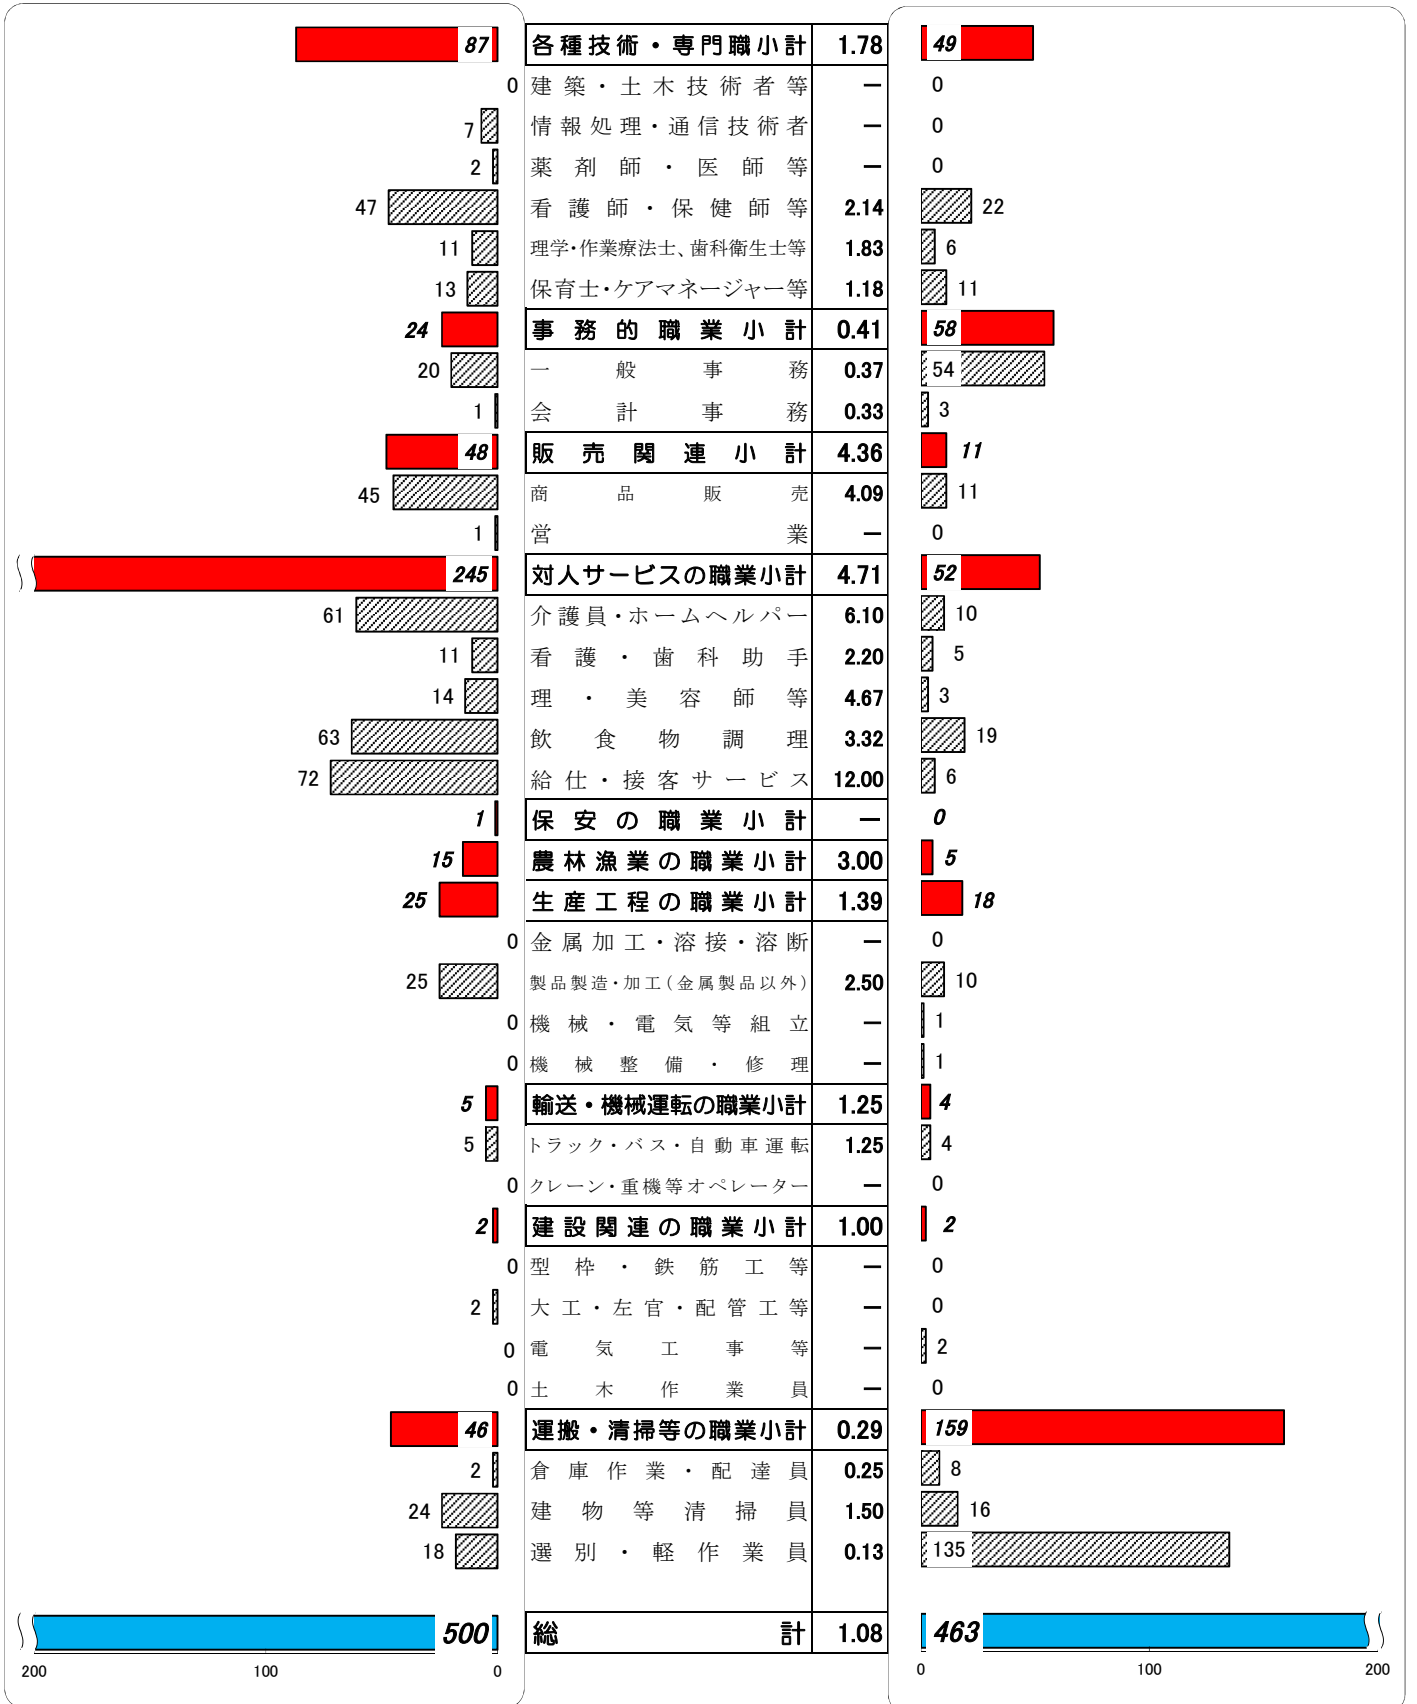 87 各種技術・専門職小計 1.78 49
0 建築・土木技術者等 － 0
7 情報処理・通信技術者 － 0
2 薬剤師・医師等 － 0
47 看護師・保健師等 2.14 22
11 理学・作業療法士、歯科衛生士等 1.83 6
13 保育士・ケアマネージャー等 1.18 11
24 事務的職業小計 0.41 58
20 一般事務 0.37 54
1 会計事務 0.33 3
48 販売関連小計 4.36 11
45 商品販売 4.09 11
1 営業 － 0
245 対人サービスの職業小計 4.71 52
61 介護員・ホームヘルパー 6.10 10
11 看護・歯科助手 2.20 5
14 理・美容師等 4.67 3
63 飲食物調理 3.32 19
72 給仕・接客サービス 12.00 6
1 保安の職業小計 － 0
15 農林漁業の職業小計 3.00 5
25 生産工程の職業小計 1.39 18
0 金属加工・溶接・溶断 － 0
25 製品製造・加工(金属製品以外) 2.50 10
0 機械・電気等組立 － 1
0 機械整備・修理 － 1
5 輸送・機械運転の職業小計 1.25 4
5 トラック・バス・自動車運転 1.25 4
0 クレーン・重機等オペレーター － 0
2 建設関連の職業小計 1.00 2
0 型枠・鉄筋工等 － 0
2 大工・左官・配管工等 － 0
0 電気工事等 － 2
0 土木作業員 － 0
46 運搬・清掃等の職業小計 0.29 159
2 倉庫作業・配達員 0.25 8
24 建物等清掃員 1.50 16
18 選別・軽作業員 0.13 135
500 総計 1.08 463
200 100 0 0 100 200